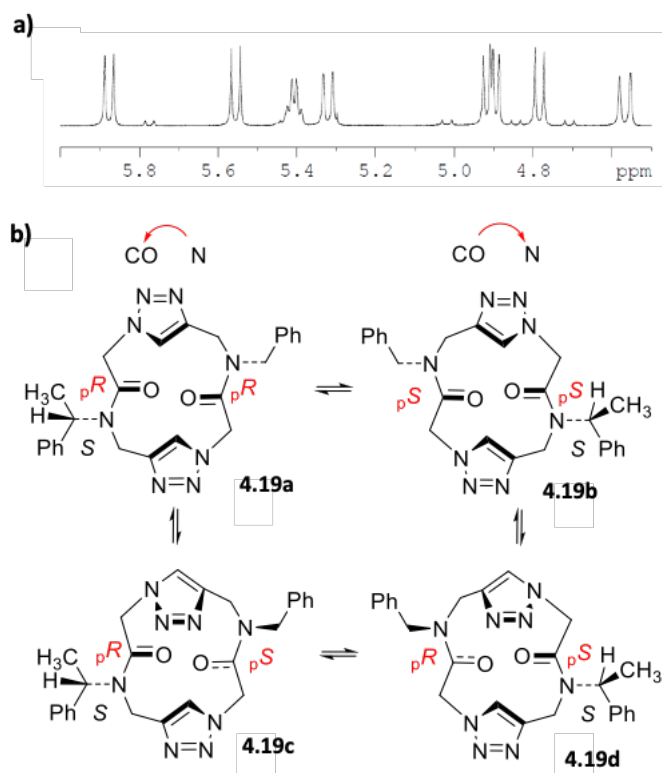 a)
5.8 5.6 5.4 5.2 5.0 4.8 ppm
b)
CO N CO N
N N=N N N=N
N Ph Ph N
pR O O pR pS O O pS
H3C H N N H CH3
Ph S N N S Ph
N=N N N=N N
4.19a 4.19b
N N=N N N=N
Ph Ph
N N
pR O O pS pR O O pS
H3C H N N H CH3
Ph S N N S Ph
N=N N N=N N
4.19c 4.19d